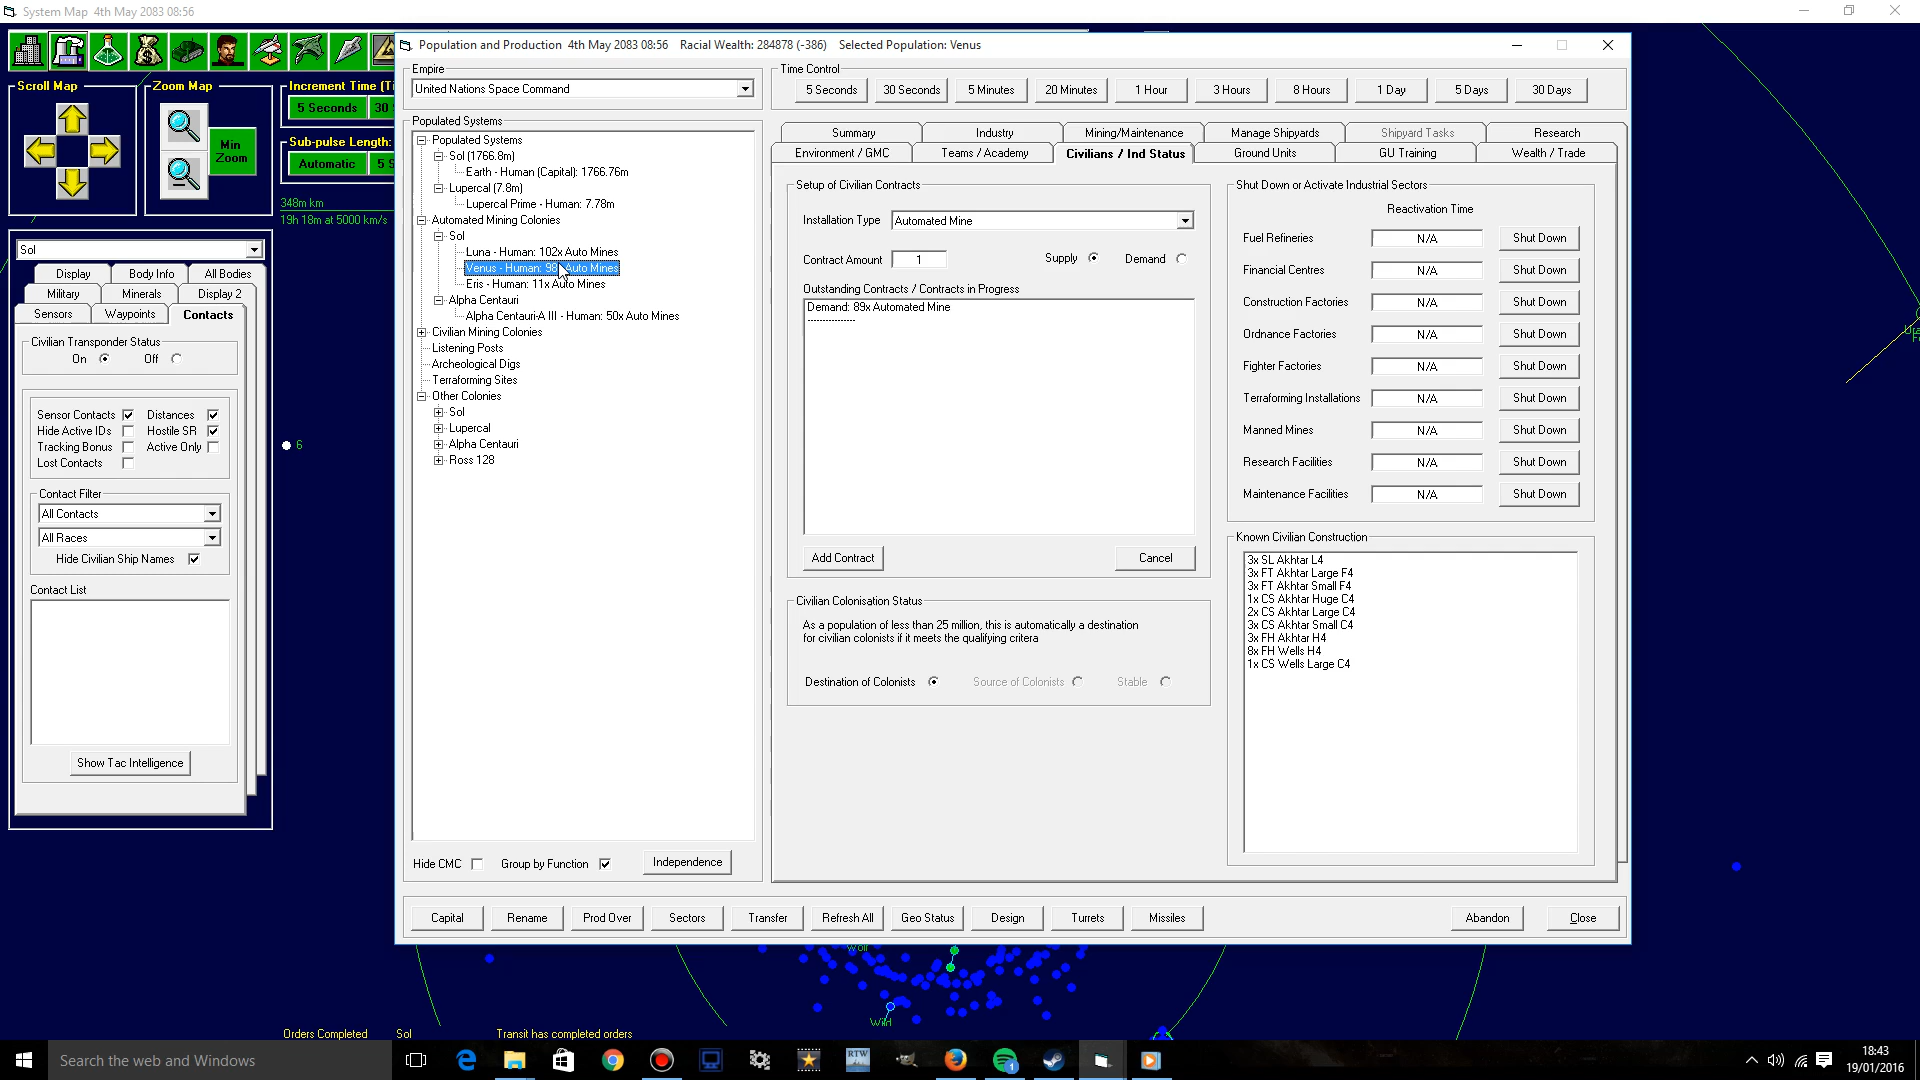 System Map  4th May 2083 08:56
Population and Production  4th May 2083 08:56   Racial Wealth: 284878 (-386)   Selected Population: Venus
Scroll Map
Zoom Map
Min
Zoom
Increment Time (Ti
5 Seconds
30
Sub-pulse Length:
Automatic
5 S
348m km
19h 18m at 5000 km/s
Sol
Display
Body Info
All Bodies
Military
Minerals
Display 2
Sensors
Waypoints
Contacts
Civilian Transponder Status
On
Off
Sensor Contacts
Distances
Hide Active IDs
Hostile SR
Tracking Bonus
Active Only
Lost Contacts
Contact Filter
All Contacts
All Races
Hide Civilian Ship Names
Contact List
Show Tac Intelligence
6
Empire
United Nations Space Command
Populated Systems
Populated Systems
Sol (1766.8m)
Earth - Human (Capital): 1766.76m
Lupercal (7.8m)
Lupercal Prime - Human: 7.78m
Automated Mining Colonies
Sol
Luna - Human: 102x Auto Mines
Venus - Human: 98x Auto Mines
Eris - Human: 11x Auto Mines
Alpha Centauri
Alpha Centauri-A III - Human: 50x Auto Mines
Civilian Mining Colonies
Listening Posts
Archeological Digs
Terraforming Sites
Other Colonies
Sol
Lupercal
Alpha Centauri
Ross 128
Hide CMC
Group by Function
Independence
Time Control
5 Seconds
30 Seconds
5 Minutes
20 Minutes
1 Hour
3 Hours
8 Hours
1 Day
5 Days
30 Days
Summary
Industry
Mining/Maintenance
Manage Shipyards
Shipyard Tasks
Research
Environment / GMC
Teams / Academy
Civilians / Ind Status
Ground Units
GU Training
Wealth / Trade
Setup of Civilian Contracts
Installation Type
Automated Mine
Contract Amount
1
Supply
Demand
Outstanding Contracts / Contracts in Progress
Demand: 89x Automated Mine
---------------
Add Contract
Cancel
Civilian Colonisation Status
As a population of less than 25 million, this is automatically a destination
for civilian colonists if it meets the qualifying critera
Destination of Colonists
Source of Colonists
Stable
Shut Down or Activate Industrial Sectors
Reactivation Time
Fuel Refineries
N/A
Shut Down
Financial Centres
N/A
Shut Down
Construction Factories
N/A
Shut Down
Ordnance Factories
N/A
Shut Down
Fighter Factories
N/A
Shut Down
Terraforming Installations
N/A
Shut Down
Manned Mines
N/A
Shut Down
Research Facilities
N/A
Shut Down
Maintenance Facilities
N/A
Shut Down
Known Civilian Construction
3x SL Akhtar L4
3x FT Akhtar Large F4
3x FT Akhtar Small F4
1x CS Akhtar Huge C4
2x CS Akhtar Large C4
3x CS Akhtar Small C4
3x FH Akhtar H4
8x FH Wells H4
1x CS Wells Large C4
Capital
Rename
Prod Over
Sectors
Transfer
Refresh All
Geo Status
Design
Turrets
Missiles
Abandon
Close
Wolf
Wild
Orders Completed
Sol
Transit has completed orders
Search the web and Windows
RTW
1
18:43
19/01/2016